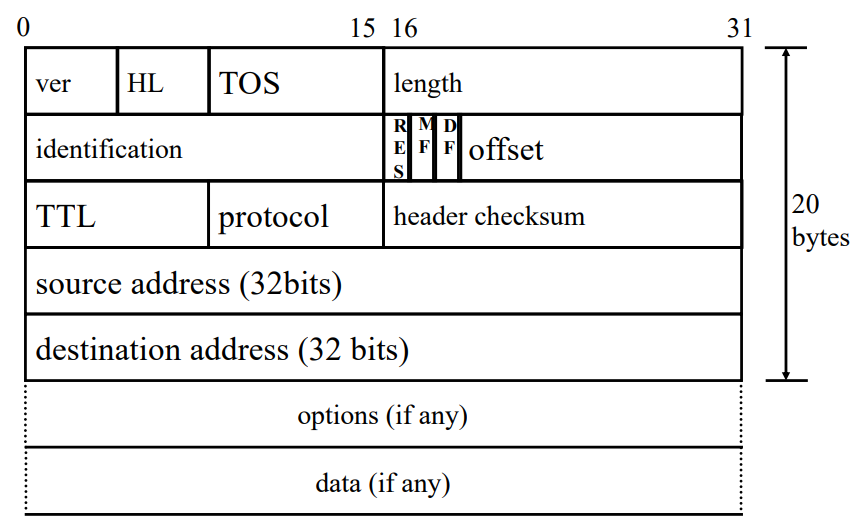 0 15 16 31
ver HL TOS length
identification RES MF DF offset
TTL protocol header checksum
20
bytes
source address (32bits)
destination address (32 bits)
options (if any)
data (if any)